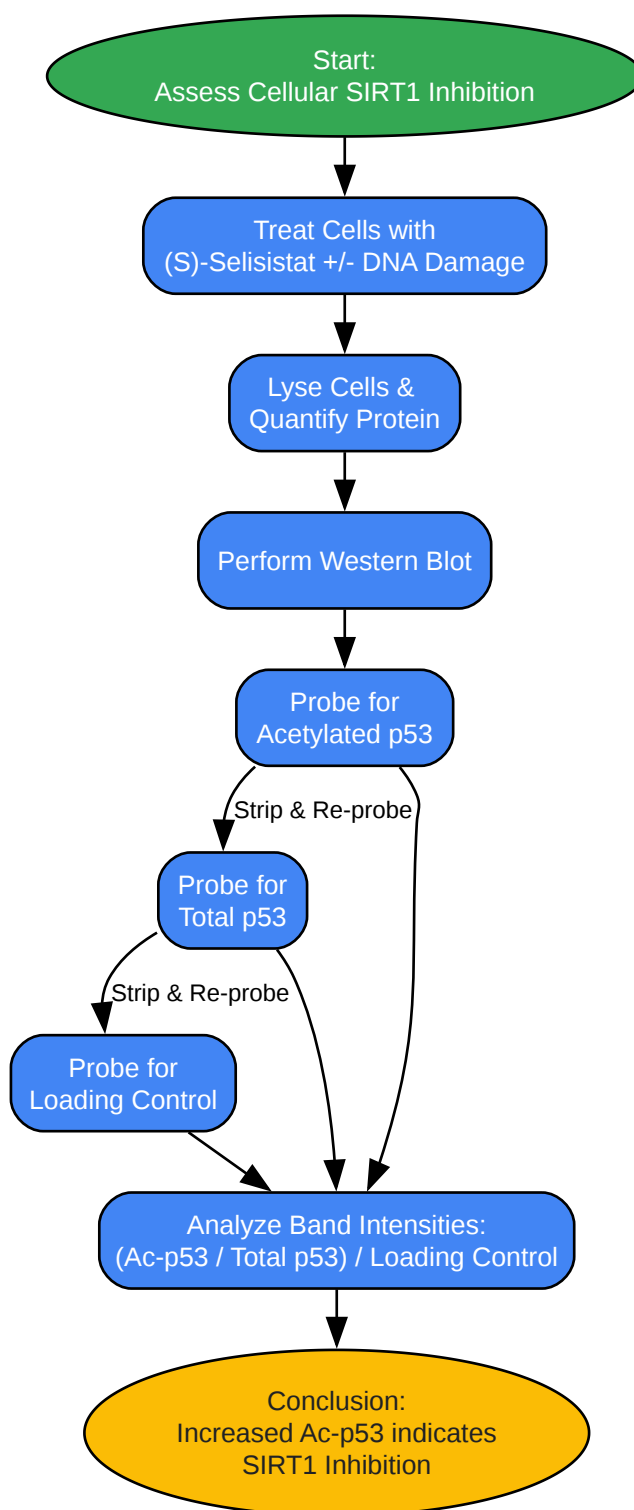 Start:
Assess Cellular SIRT1 Inhibition
Treat Cells with
(S)-Selisistat +/- DNA Damage
Lyse Cells &
Quantify Protein
Perform Western Blot
Probe for
Acetylated p53
Strip & Re-probe
Probe for
Total p53
Strip & Re-probe
Probe for
Loading Control
Analyze Band Intensities:
(Ac-p53 / Total p53) / Loading Control
Conclusion:
Increased Ac-p53 indicates
SIRT1 Inhibition